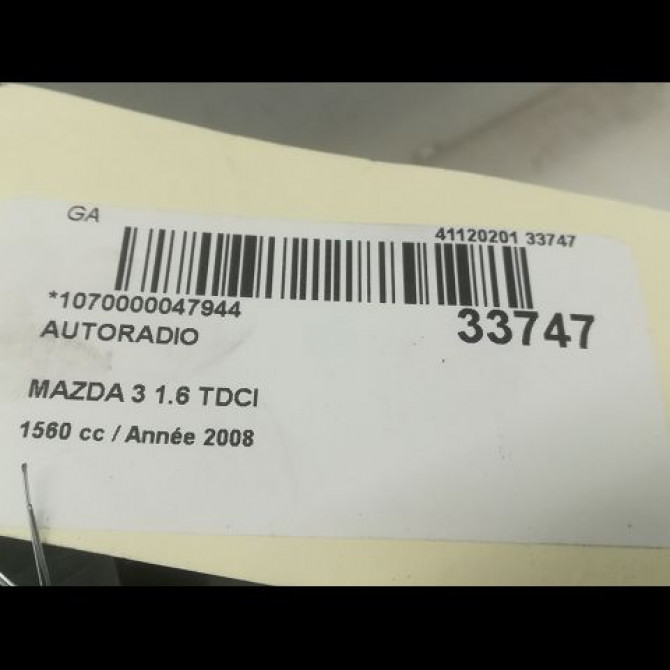 GA
41120201 33747
*1070000047944
33747
AUTORADIO
MAZDA 3 1.6 TDCI
1560 cc / Année 2008